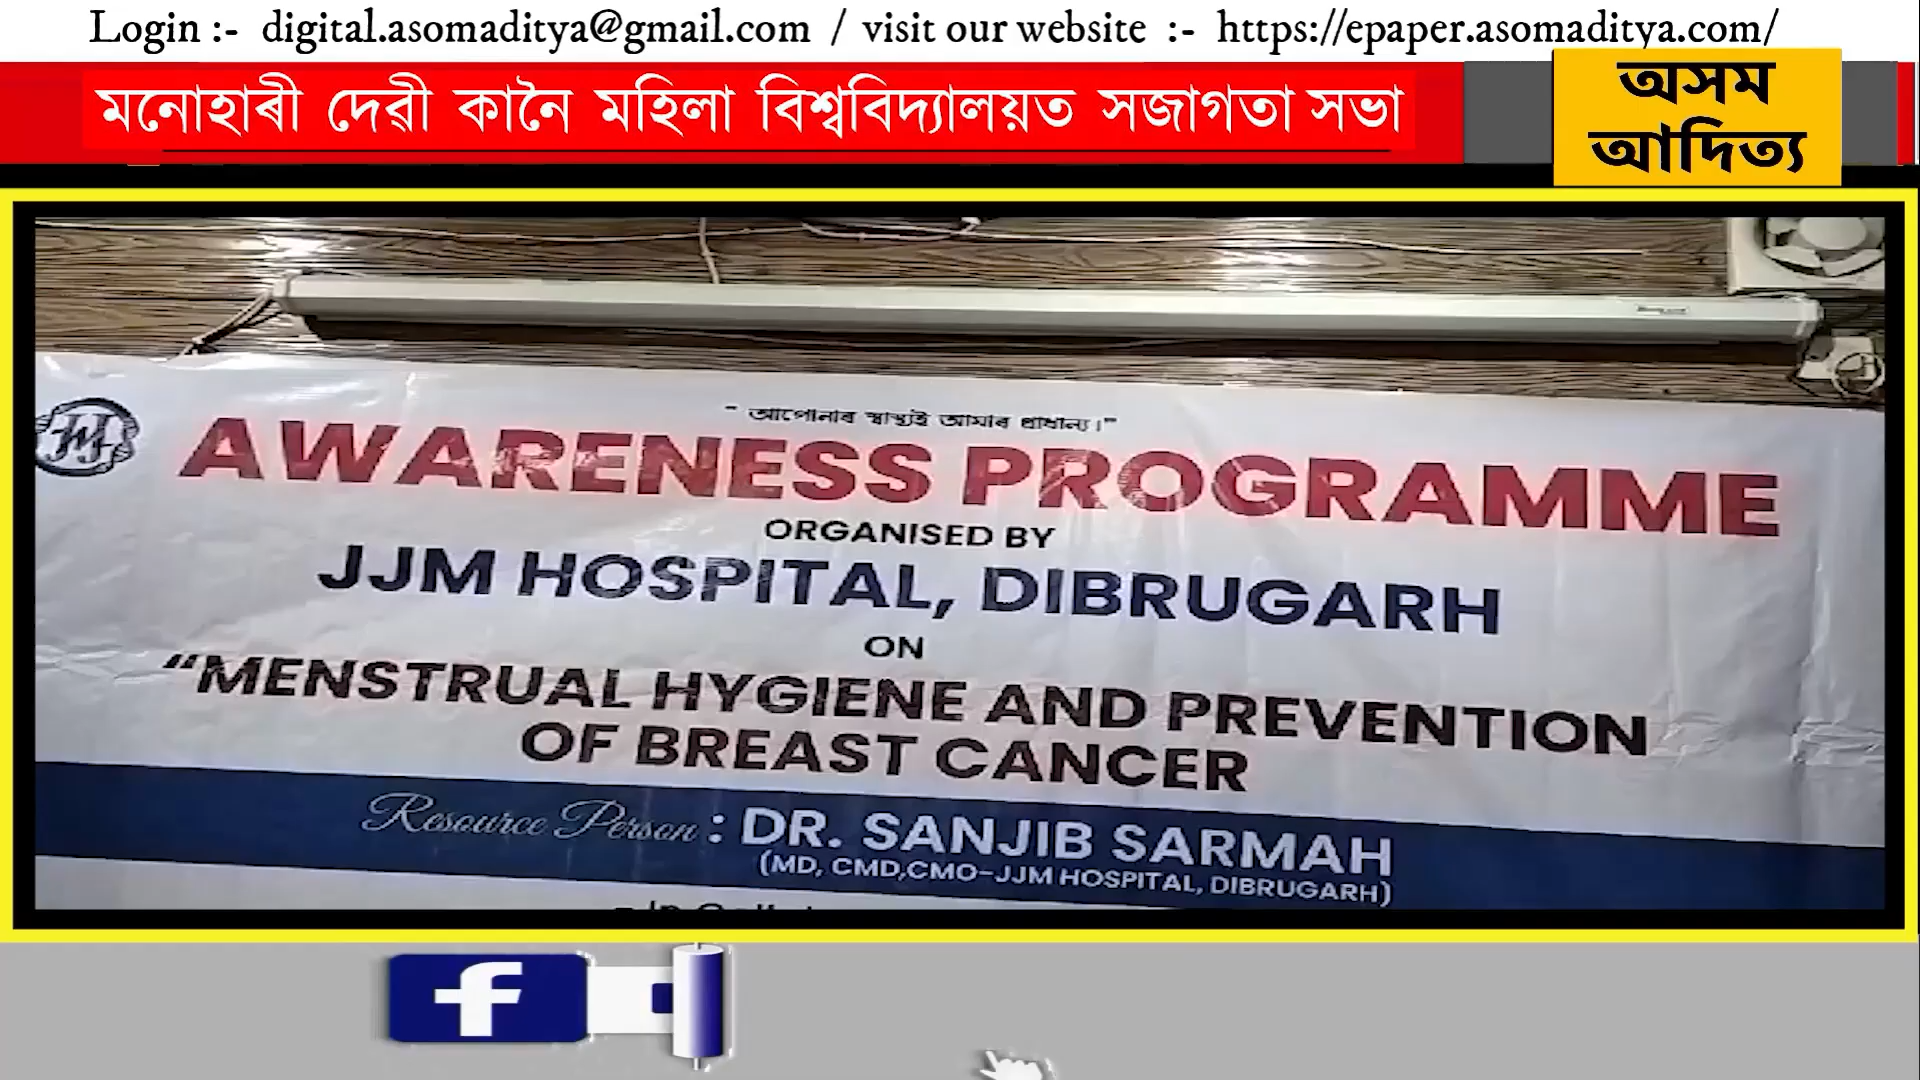 Login :-  digital.asomaditya@gmail.com  / visit our website  :-  https://epaper.asomaditya.com/
মনোহাৰী দেৱী কানৈ মহিলা বিশ্ববিদ্যালয়ত সজাগতা সভা
অসম
আদিত্য
" আপোনাৰ স্বাস্থ্যই আমাৰ প্ৰাধান্য।"
AWARENESS PROGRAMME
ORGANISED BY
JJM HOSPITAL, DIBRUGARH
ON
"MENSTRUAL HYGIENE AND PREVENTION
OF BREAST CANCER
Resource Person : DR. SANJIB SARMAH
(MD, CMD,CMO-JJM HOSPITAL, DIBRUGARH)